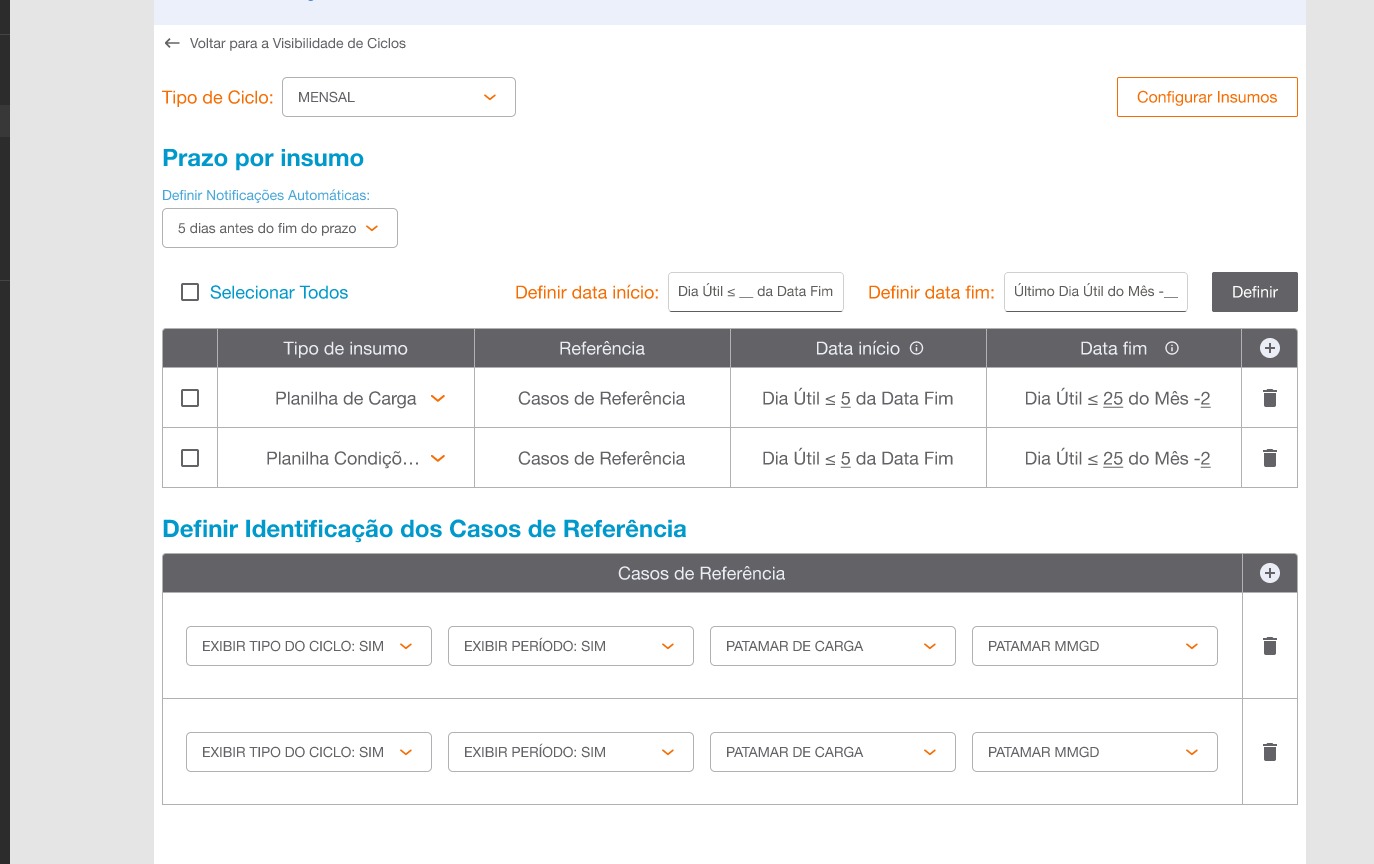 Voltar para a Visibilidade de Ciclos
Tipo de Ciclo: MENSAL Configurar Insumos
Prazo por insumo
Definir Notificações Automáticas:
5 dias antes do fim do prazo
Selecionar Todos Definir data início: Dia Útil ≤ __ da Data Fim Definir data fim: Último Dia Útil do Mês -__ Definir
Tipo de insumo Referência Data início Data fim
Planilha de Carga Casos de Referência Dia Útil ≤ 5 da Data Fim Dia Útil ≤ 25 do Mês -2
Planilha Condiçõ... Casos de Referência Dia Útil ≤ 5 da Data Fim Dia Útil ≤ 25 do Mês -2
Definir Identificação dos Casos de Referência
Casos de Referência
EXIBIR TIPO DO CICLO: SIM EXIBIR PERÍODO: SIM PATAMAR DE CARGA PATAMAR MMGD
EXIBIR TIPO DO CICLO: SIM EXIBIR PERÍODO: SIM PATAMAR DE CARGA PATAMAR MMGD